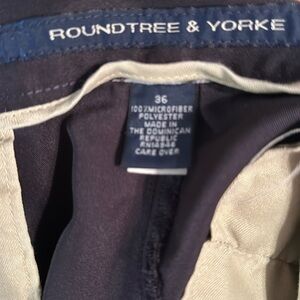 ROUNDTREE & YORKE
36
100%MICROFIBER
POLYESTER
MADE IN
THE DOMINICAN
REPUBLIC
RN16846
CARE OVER